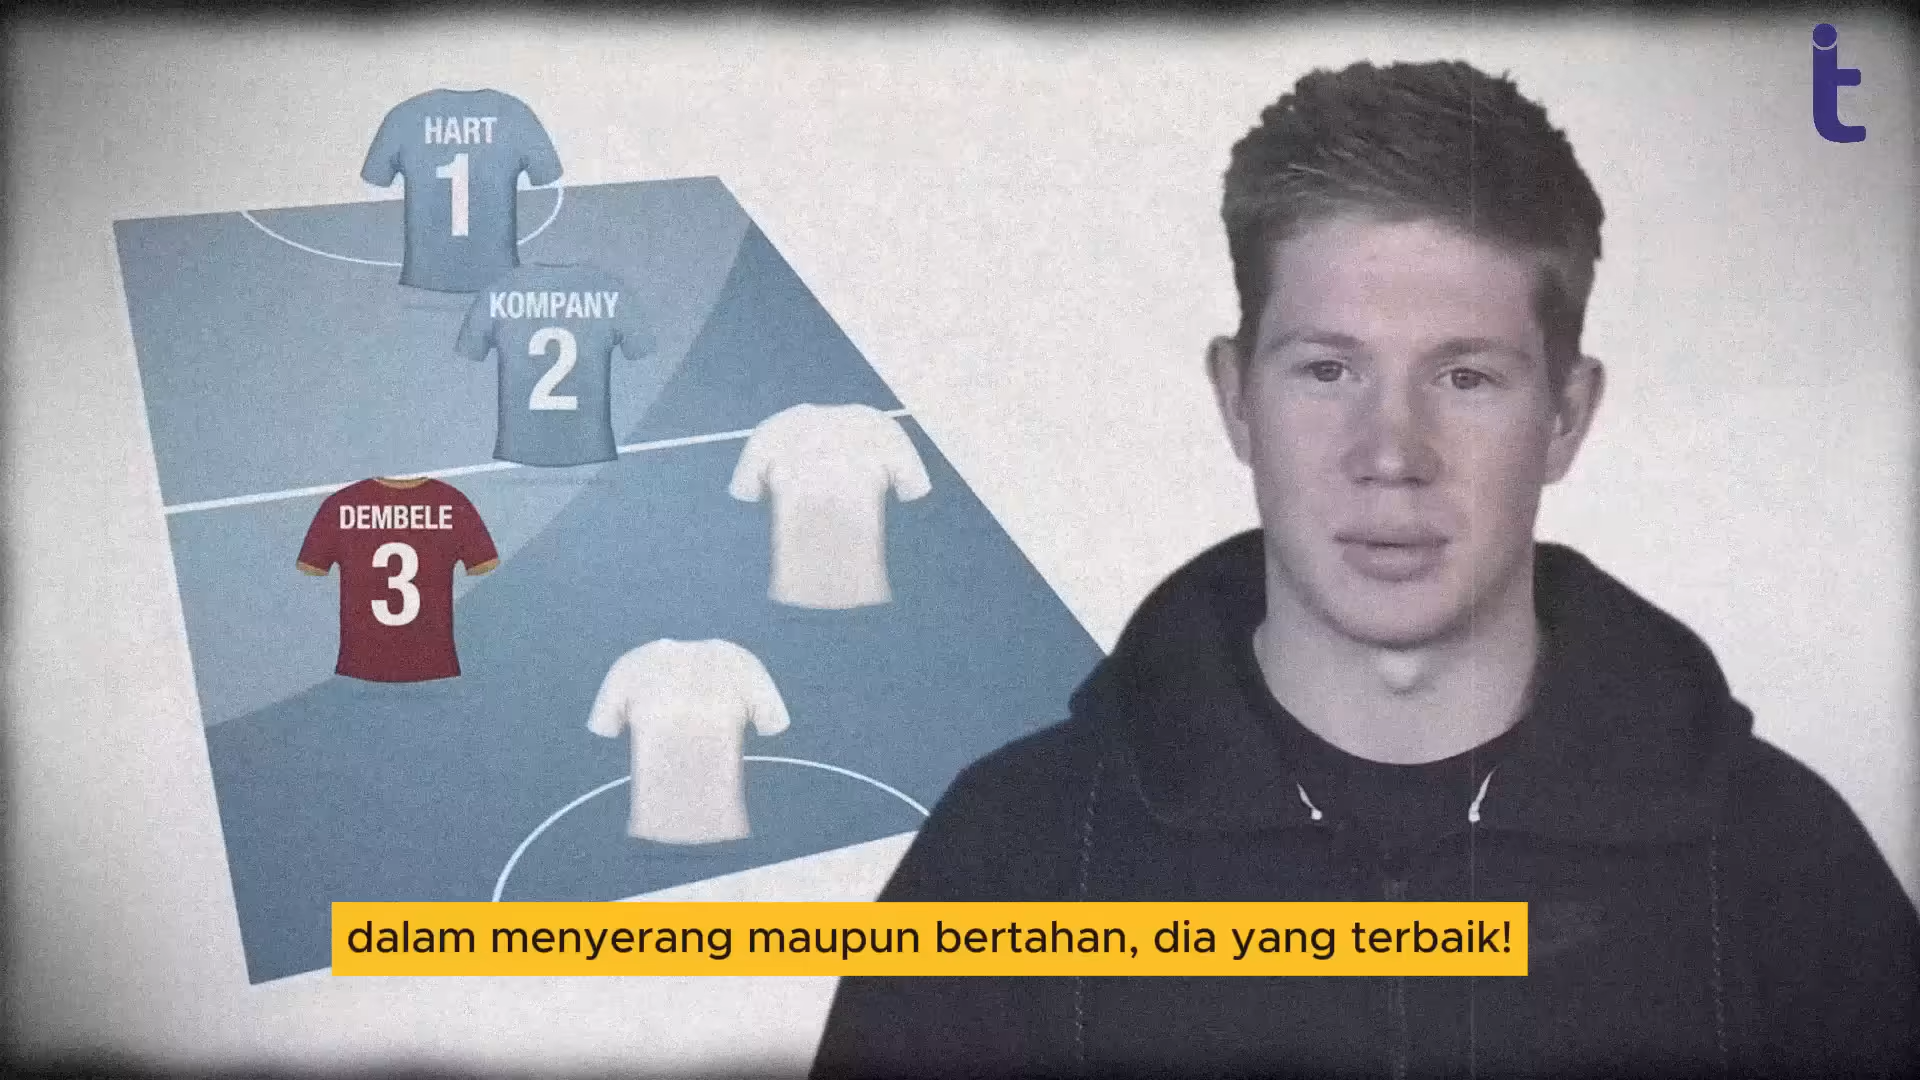 HART
1
KOMPANY
2
DEMBELE
3
dalam menyerang maupun bertahan, dia yang terbaik!